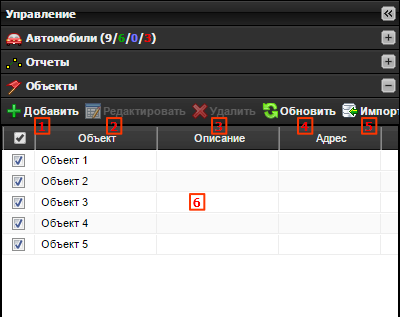 Управление
Автомобили (9/6/0/3)
Отчеты
Объекты
Добавить Редактировать Удалить Обновить Импорт
1 2 3 4 5
Объект Описание Адрес
Объект 1
Объект 2
Объект 3 6
Объект 4
Объект 5